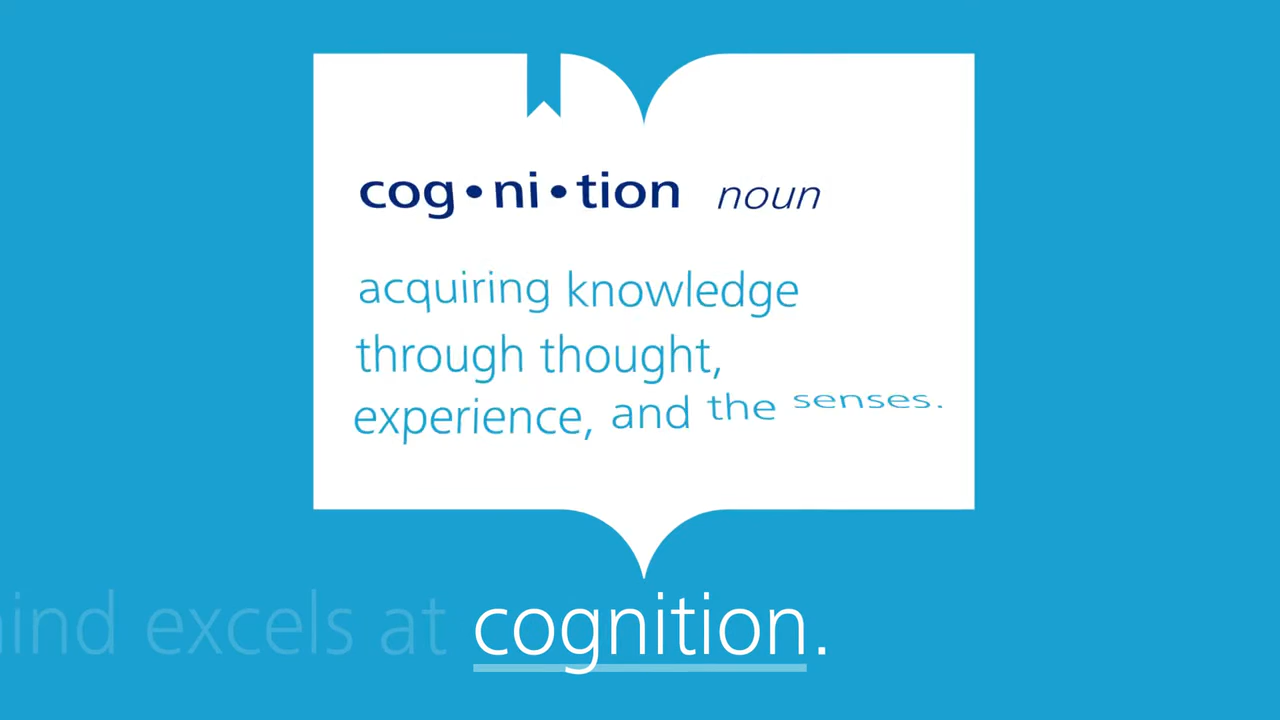 cog•ni•tion noun
acquiring knowledge
through thought,
experience, and the senses.
excels at cognition.